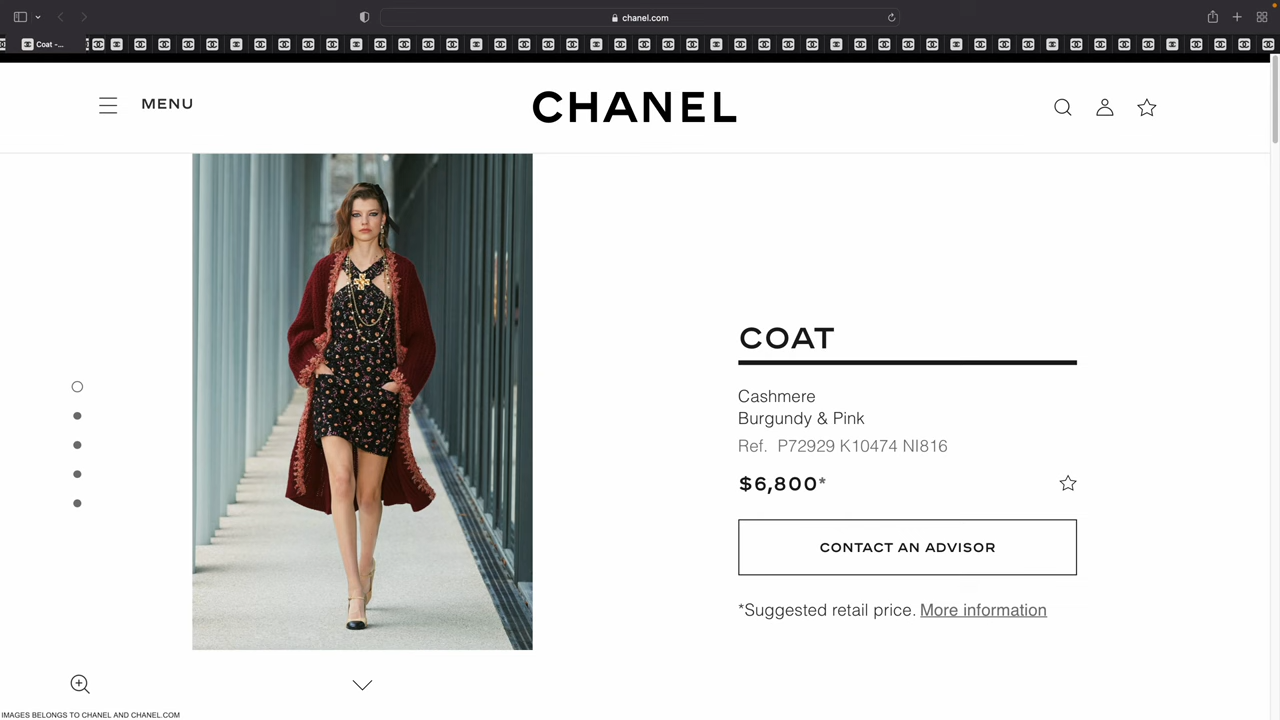 chanel.com
Coat -...
MENU
CHANEL
COAT
Cashmere
Burgundy & Pink
Ref. P72929 K10474 NI816
$6,800*
CONTACT AN ADVISOR
*Suggested retail price. More information
IMAGES BELONGS TO CHANEL AND CHANEL.COM